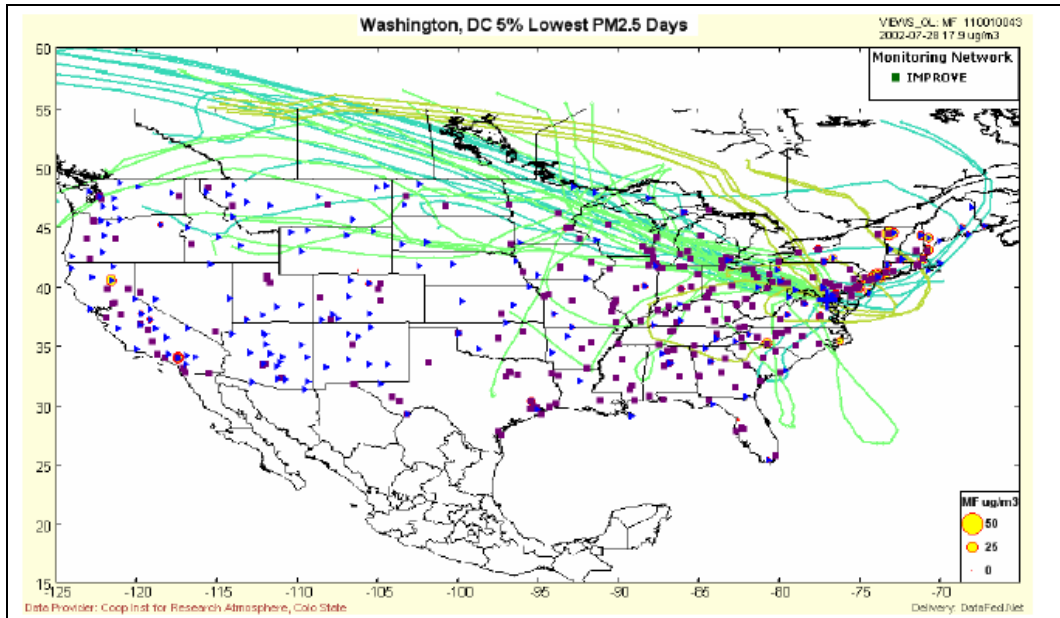 Washington, DC 5% Lowest PM2.5 Days
VIEWS_OL: MF_110010043
2002-07-28 17.9 ug/m3
Monitoring Network
IMPROVE
60
55
50
45
40
35
30
25
20
15
-125 -120 -115 -110 -105 -100 -95 -90 -85 -80 -75 -70
MF ug/m3
50
25
0
Data Provider: Coop Inst for Research Atmosphere, Colo State
Delivery: DataFed.Net